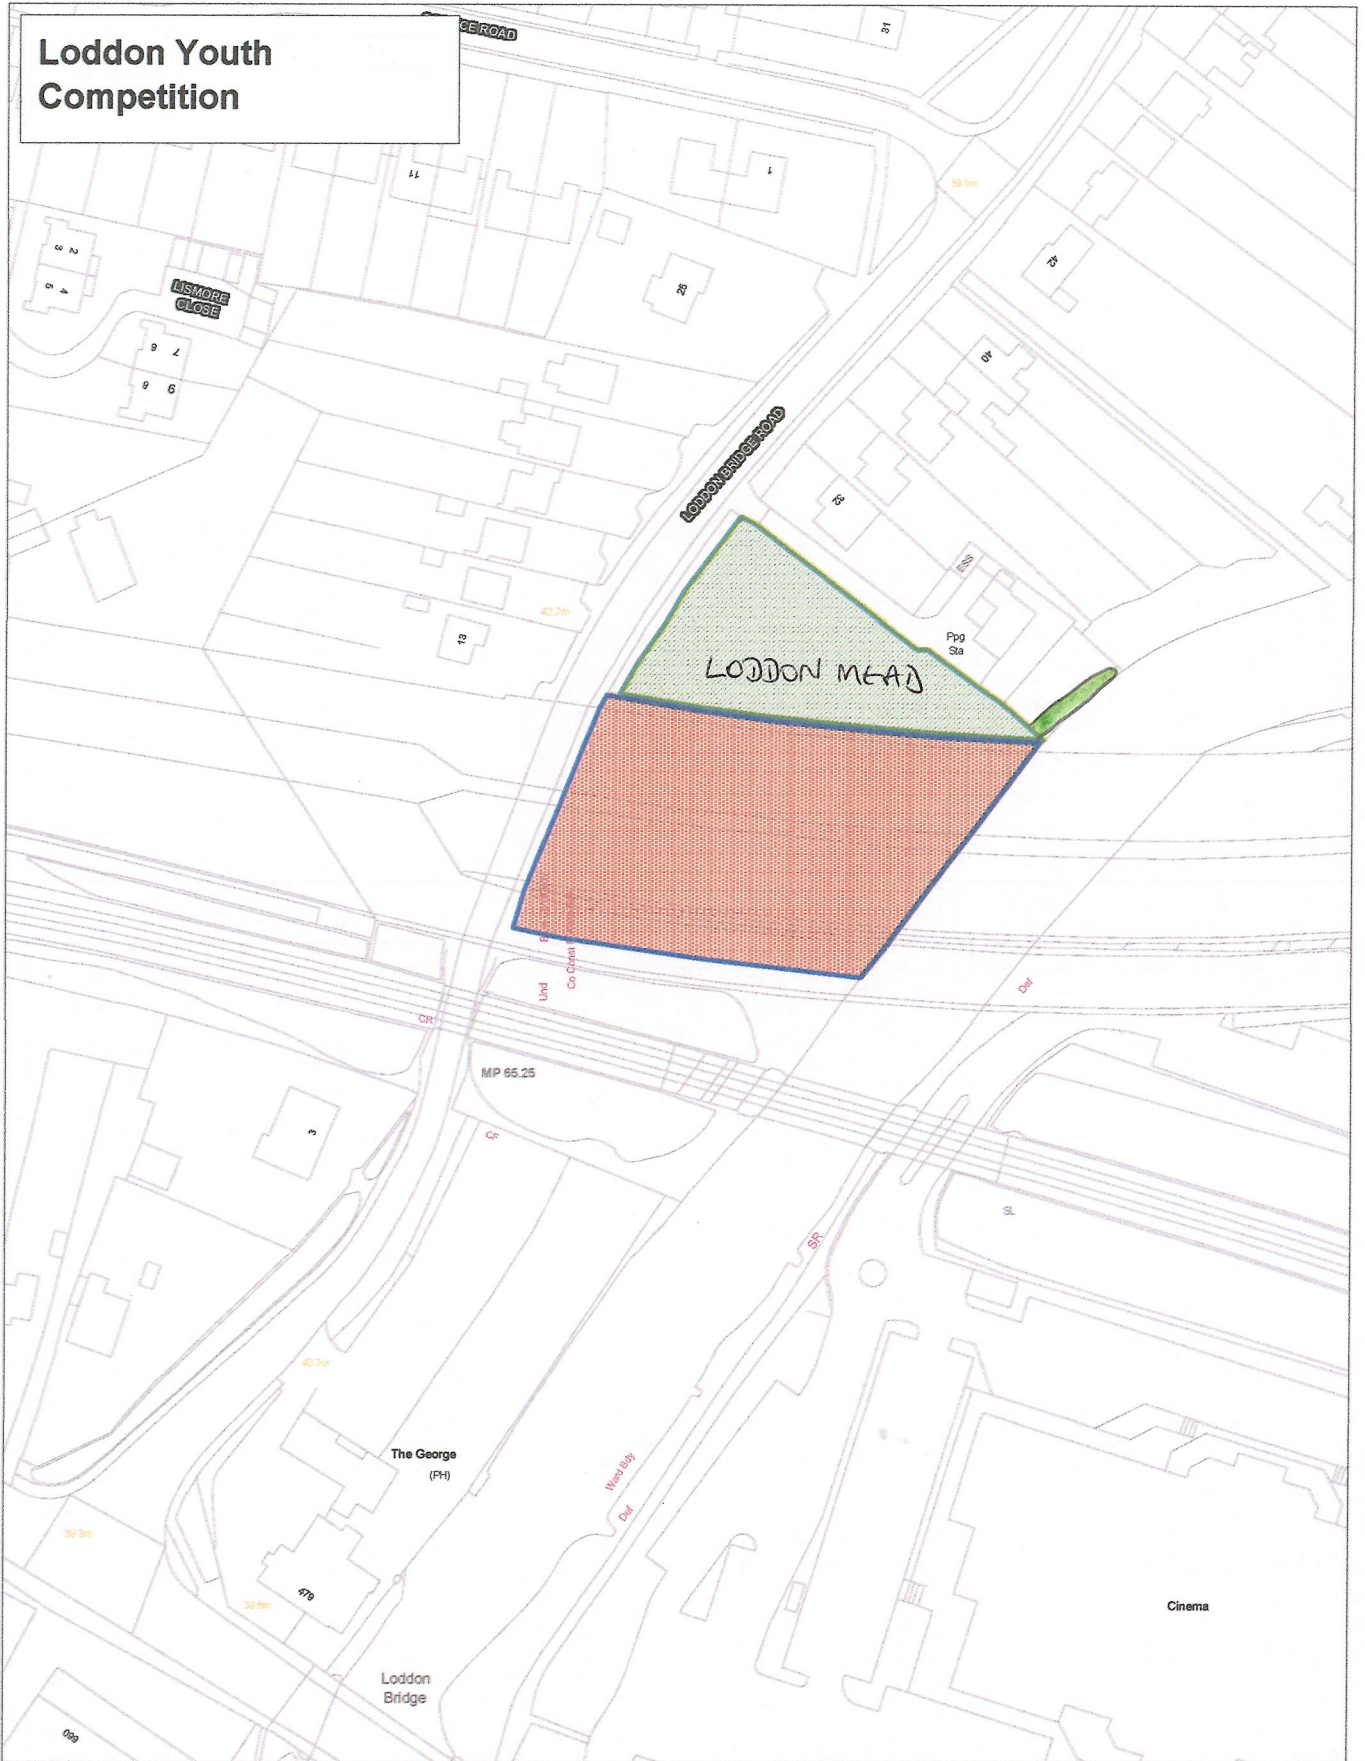 Loddon Youth
Competition
CE ROAD
31
11
1
39.9m
2
3
4
5
LISMORE
CLOSE
25
42
7
6
9
8
40
LODDON BRIDGE ROAD
32
ESS
42.7m
13
Ppg
Sta
LODDON MEAD
Und
Co Const
Def
CR
MP 65.25
3
CF
SL
SR
40.7m
The George
(PH)
Ward Bdy
Def
39.3m
479
39.6m
Cinema
Loddon
Bridge
660